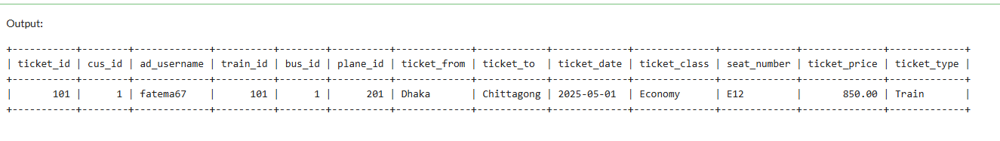 Output:
+-----------+--------+-------------+----------+--------+----------+-------------+------------+-------------+--------------+-------------+--------------+-------------+
| ticket_id | cus_id | ad_username | train_id | bus_id | plane_id | ticket_from | ticket_to  | ticket_date | ticket_class | seat_number | ticket_price | ticket_type |
+-----------+--------+-------------+----------+--------+----------+-------------+------------+-------------+--------------+-------------+--------------+-------------+
|       101 |      1 | fatema67    |      101 |      1 |      201 | Dhaka       | Chittagong | 2025-05-01  | Economy      | E12         |       850.00 | Train       |
+-----------+--------+-------------+----------+--------+----------+-------------+------------+-------------+--------------+-------------+--------------+-------------+